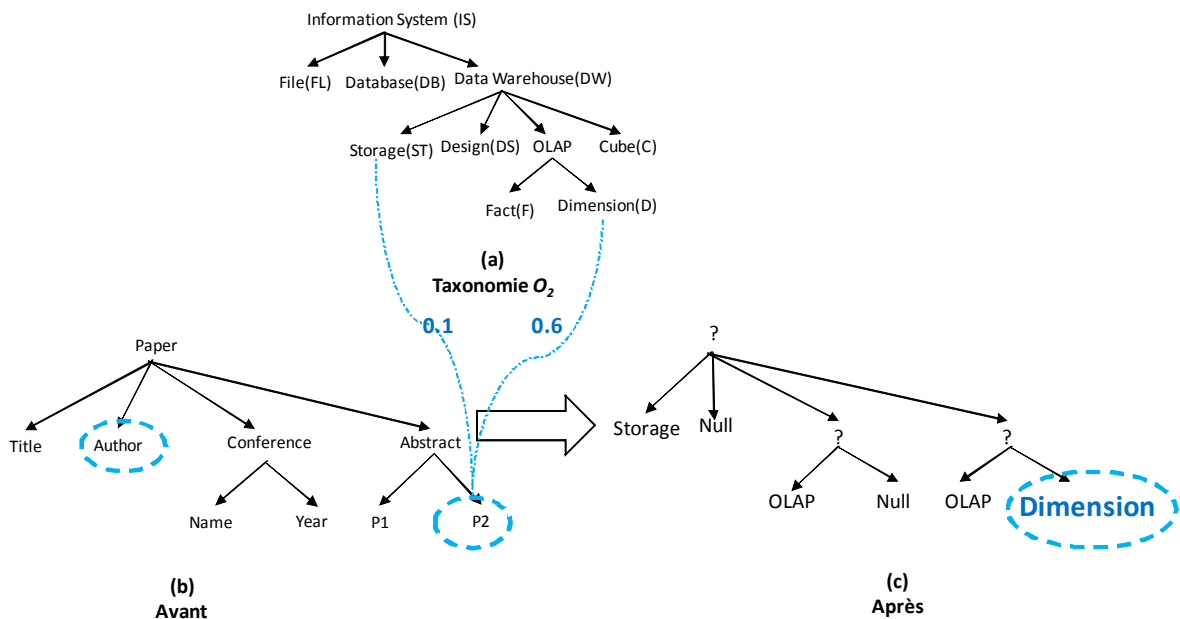 Information System (IS)
File(FL) Database(DB) Data Warehouse(DW)
Storage(ST) Design(DS) OLAP Cube(C)
Fact(F) Dimension(D)
(a)
Taxonomie O2
0.1 0.6
Paper
Title Author Conference Abstract
Name Year P1 P2
(b)
Avant
?
Storage Null ? ?
OLAP Null OLAP Dimension
(c)
Après